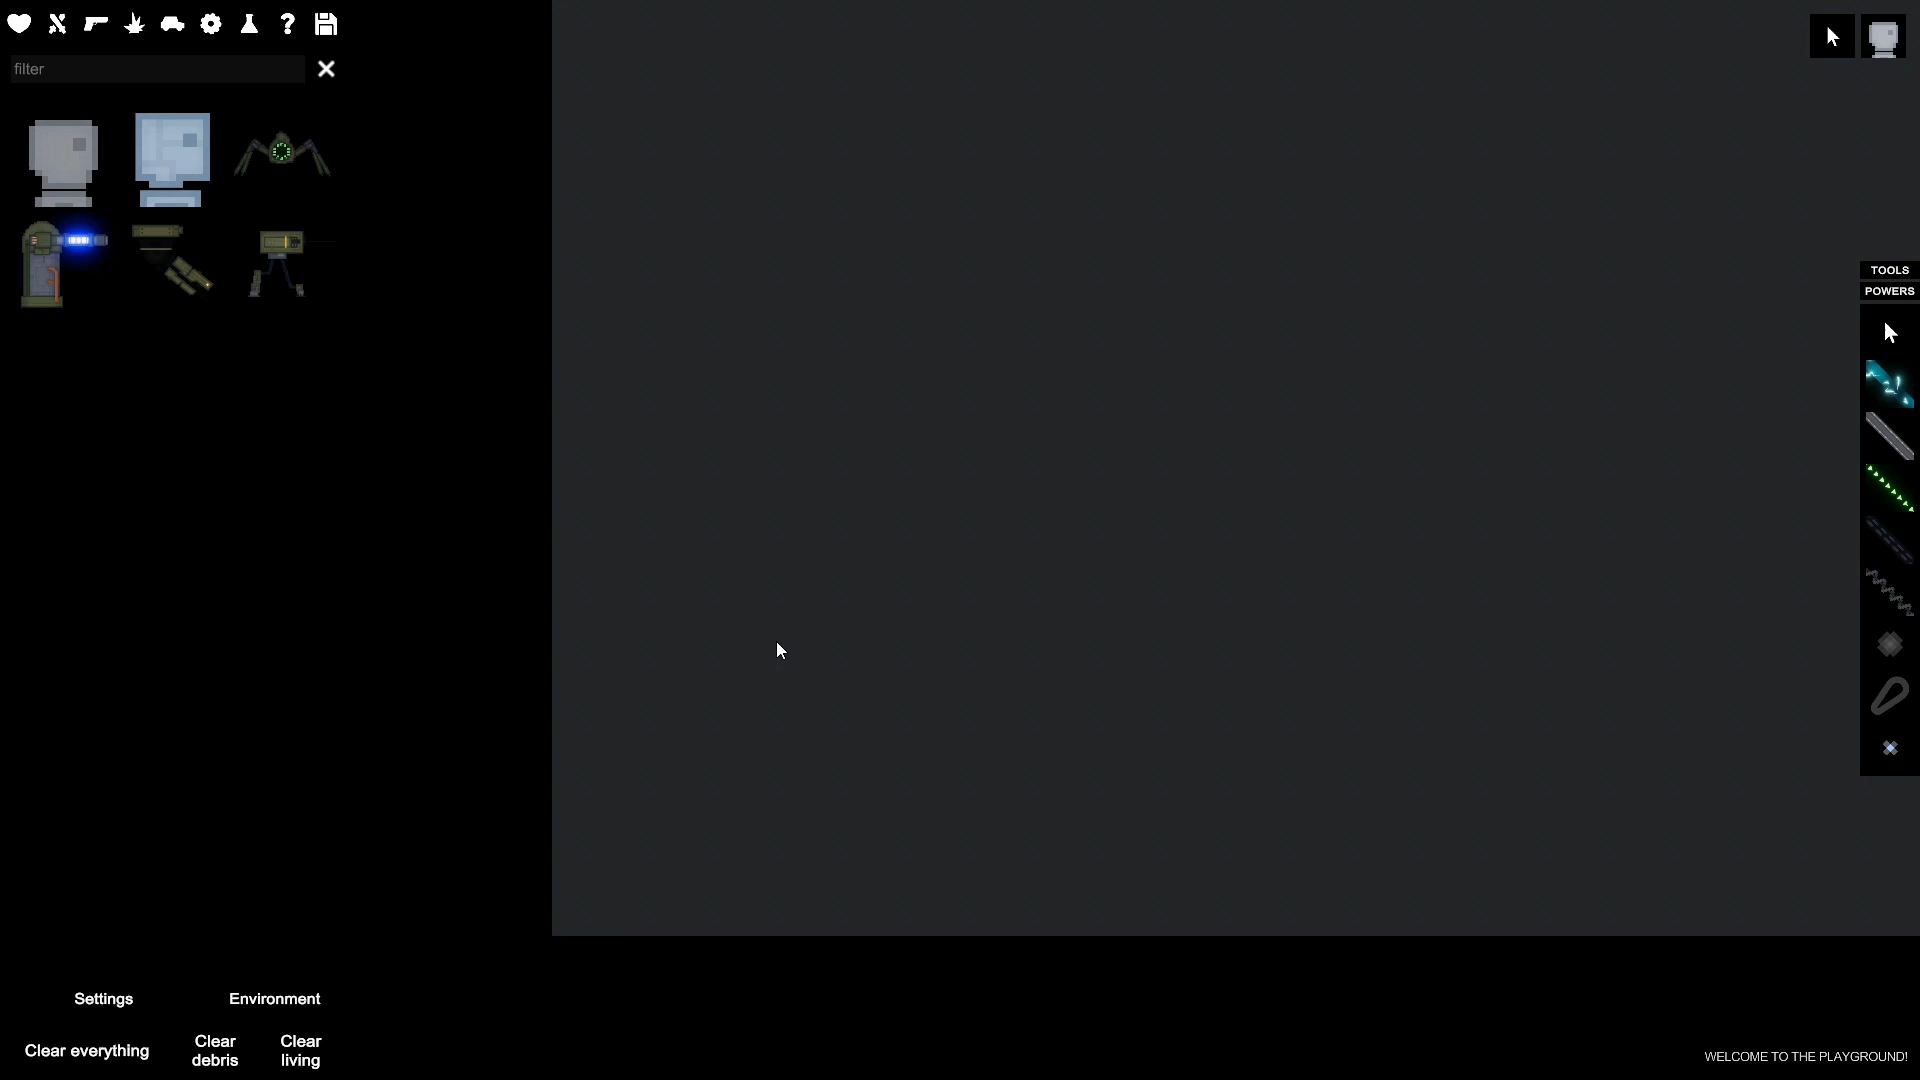 filter
TOOLS
POWERS
Settings
Environment
Clear everything
Clear
debris
Clear
living
WELCOME TO THE PLAYGROUND!